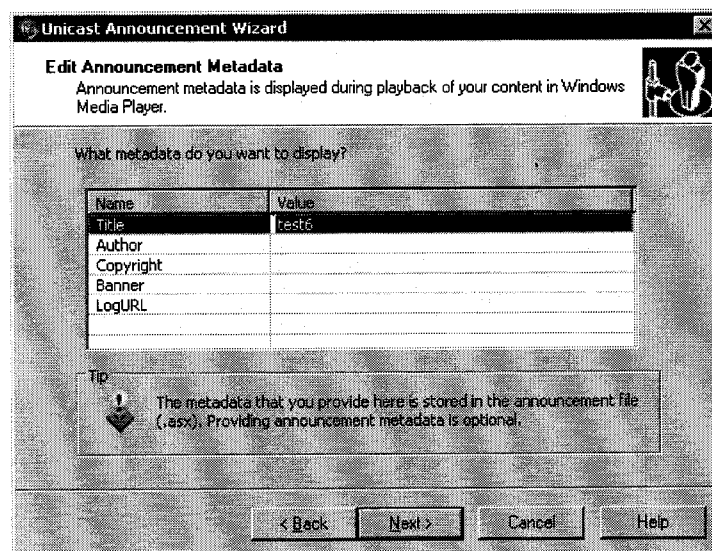 Unicast Announcement Wizard
Edit Announcement Metadata
Announcement metadata is displayed during playback of your content in Windows
Media Player.
What metadata do you want to display?
Name Value
Title test6
Author
Copyright
Banner
LogURL
Tip
The metadata that you provide here is stored in the announcement file
(.asx). Providing announcement metadata is optional.
< Back Next > Cancel Help